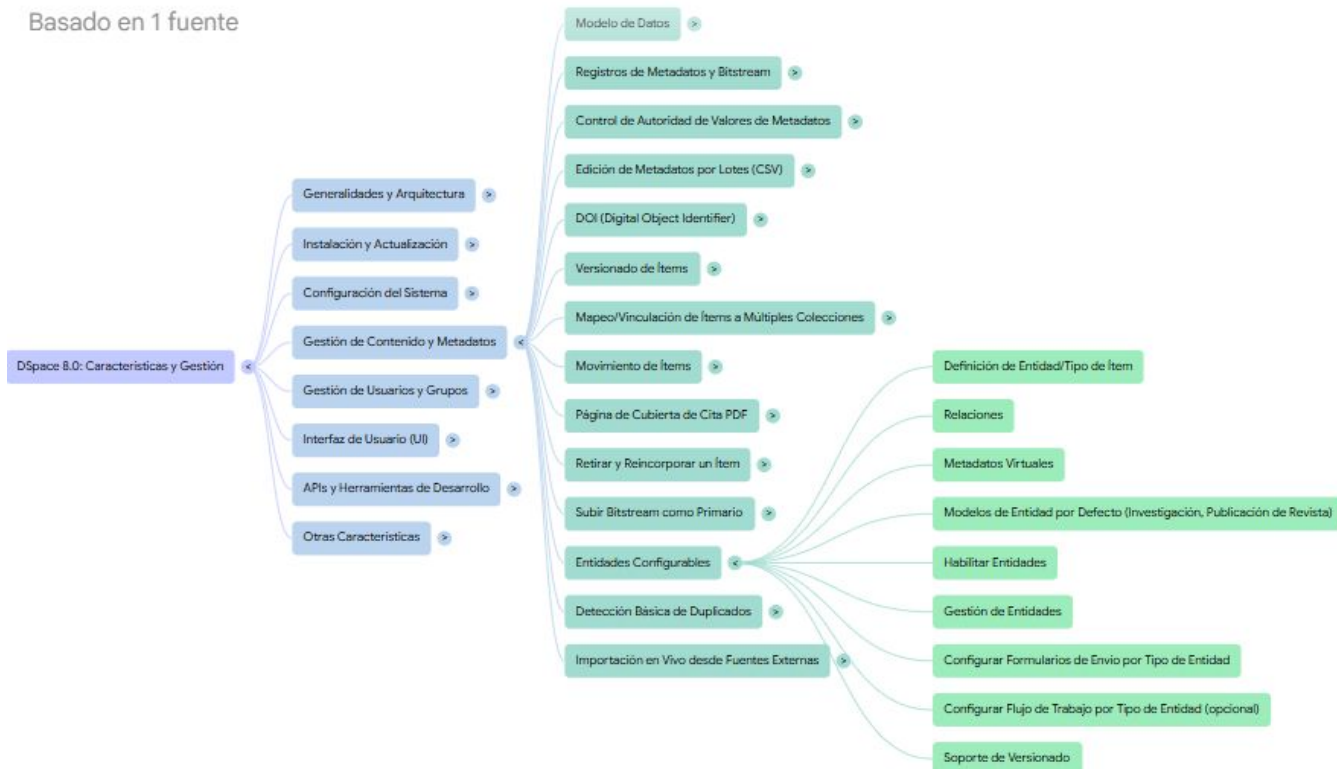 Basado en 1 fuente
DSpace 8.0: Características y Gestión
Generalidades y Arquitectura
Instalación y Actualización
Configuración del Sistema
Gestión de Contenido y Metadatos
Gestión de Usuarios y Grupos
Interfaz de Usuario (UI)
APIs y Herramientas de Desarrollo
Otras Características
Modelo de Datos
Registros de Metadatos y Bitstream
Control de Autoridad de Valores de Metadatos
Edición de Metadatos por Lotes (CSV)
DOI (Digital Object Identifier)
Versionado de Ítems
Mapeo/Vinculación de Ítems a Múltiples Colecciones
Movimiento de Ítems
Página de Cubierta de Cita PDF
Retirar y Reincorporar un Ítem
Subir Bitstream como Primario
Entidades Configurables
Detección Básica de Duplicados
Importación en Vivo desde Fuentes Externas
Definición de Entidad/Tipo de Ítem
Relaciones
Metadatos Virtuales
Modelos de Entidad por Defecto (Investigación, Publicación de Revista)
Habilitar Entidades
Gestión de Entidades
Configurar Formularios de Envío por Tipo de Entidad
Configurar Flujo de Trabajo por Tipo de Entidad (opcional)
Soporte de Versionado